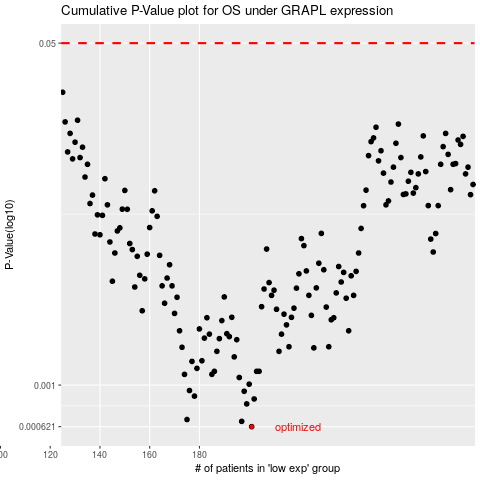 Cumulative P-Value plot for OS under GRAPL expression
P-Value(log10)
0.05
0.001
0.000621
optimized
00 120 140 160 180
# of patients in 'low exp' group